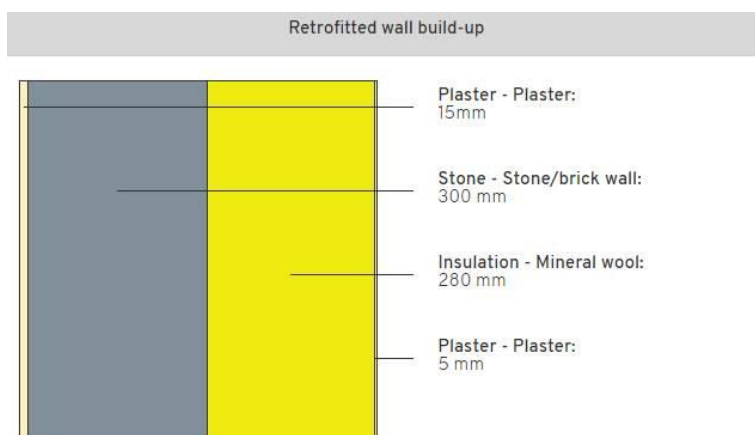 Retrofitted wall build-up
Plaster - Plaster:
15mm
Stone - Stone/brick wall:
300 mm
Insulation - Mineral wool:
280 mm
Plaster - Plaster:
5 mm